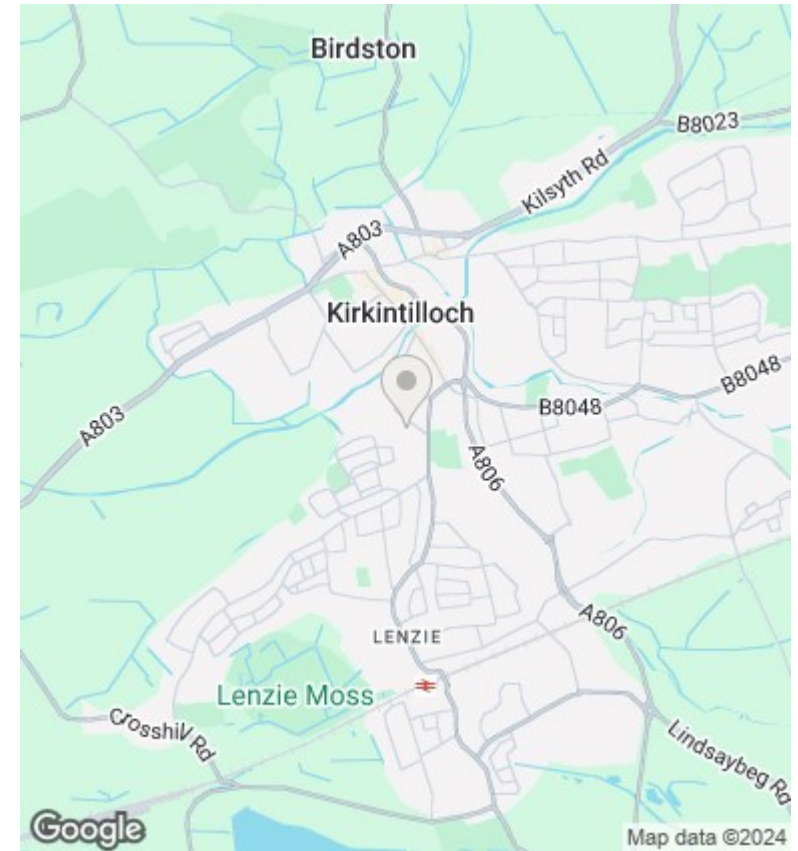 Birdston
B8023
Kilsyth Rd
A803
Kirkintilloch
B8048
B8048
A803
A806
A806
LENZIE
Lenzie Moss
Crosshill Rd
Lindsaybeg Rd
Google
Map data ©2024